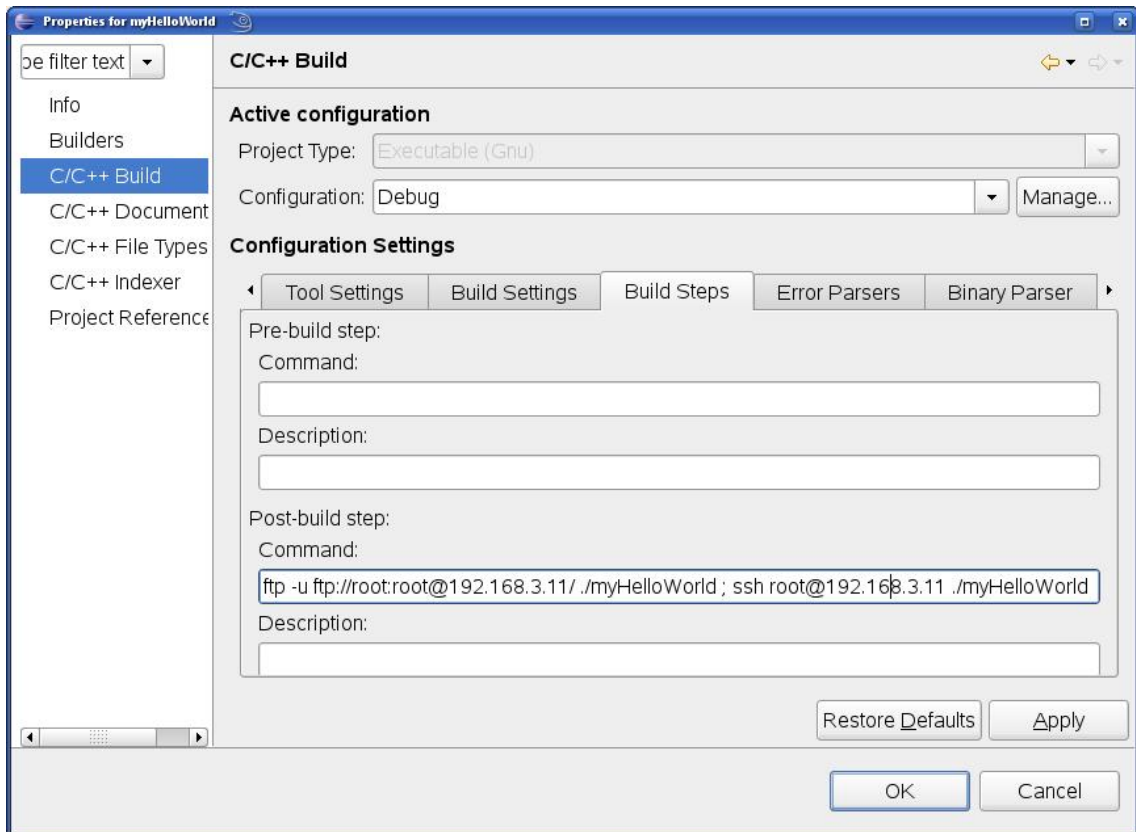 Properties for myHelloWorld
pe filter text
Info
Builders
C/C++ Build
C/C++ Document
C/C++ File Types
C/C++ Indexer
Project Reference
C/C++ Build
Active configuration
Project Type: Executable (Gnu)
Configuration: Debug Manage...
Configuration Settings
Tool Settings Build Settings Build Steps Error Parsers Binary Parser
Pre-build step:
Command:
Description:
Post-build step:
Command:
ftp -u ftp://root:root@192.168.3.11/ ./myHelloWorld ; ssh root@192.168.3.11 ./myHelloWorld
Description:
Restore Defaults Apply
OK Cancel